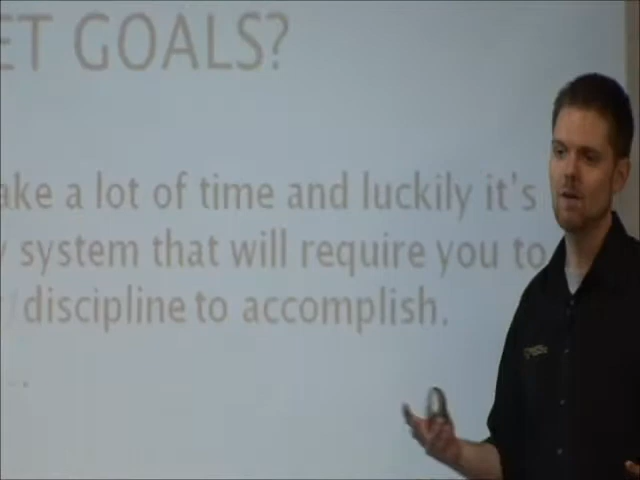 ET GOALS?
ake a lot of time and luckily it's
y system that will require you to
/discipline to accomplish.
...